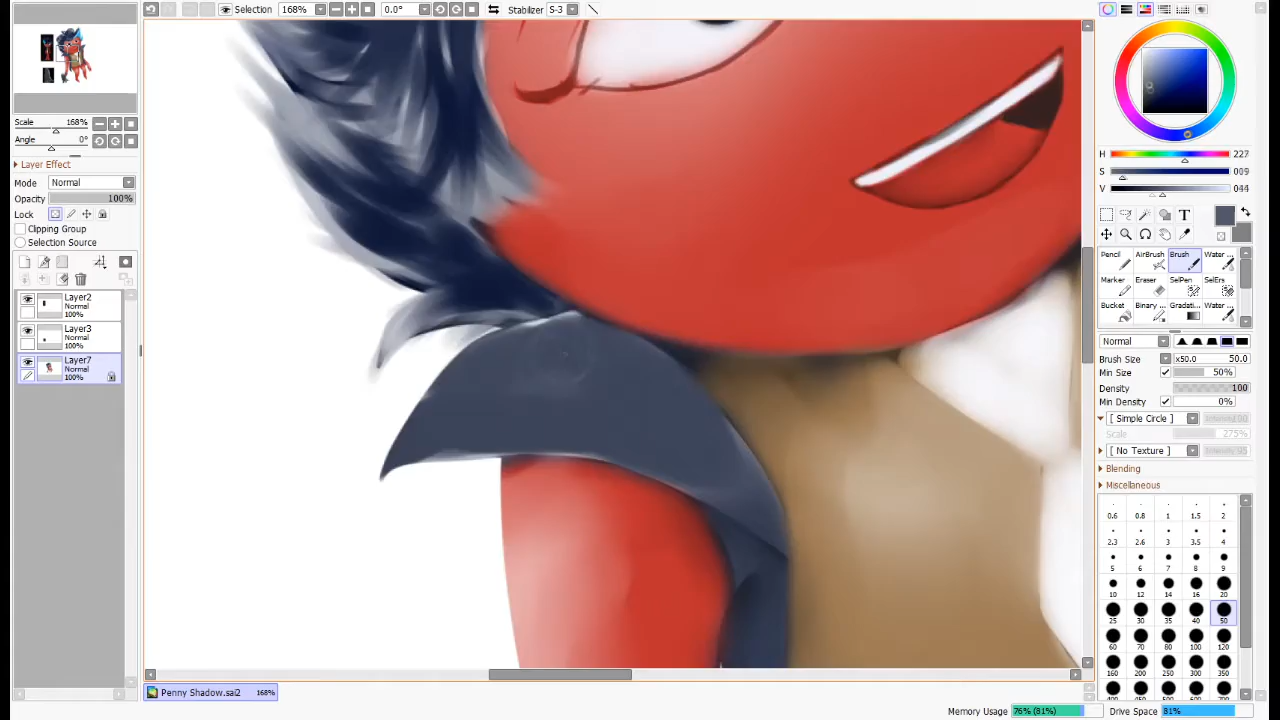 Selection 168% 0.0° Stabilizer S-3
Scale 168%
Angle 0°
Layer Effect
Mode Normal
Opacity 100%
Lock
Clipping Group
Selection Source
Layer2
Normal
100%
Layer3
Normal
100%
Layer7
Normal
100%
H 227
S 009
V 044
T
Pencil AirBrush Brush Water ...
Marker Eraser SelPen SelErs
Bucket Binary ... Gradati... Water ...
Normal
Brush Size x50.0 50.0
Min Size 50%
Density 100
Min Density 0%
[ Simple Circle ]
Scale 275%
[ No Texture ]
Blending
Miscellaneous
0.6 0.8 1 1.5 2
2.3 2.6 3 3.5 4
5 6 7 8 9
10 12 14 16 20
25 30 35 40 50
60 70 80 100 120
160 200 250 300 350
Penny Shadow.sai2 168%
Memory Usage 76% (81%) Drive Space 81%